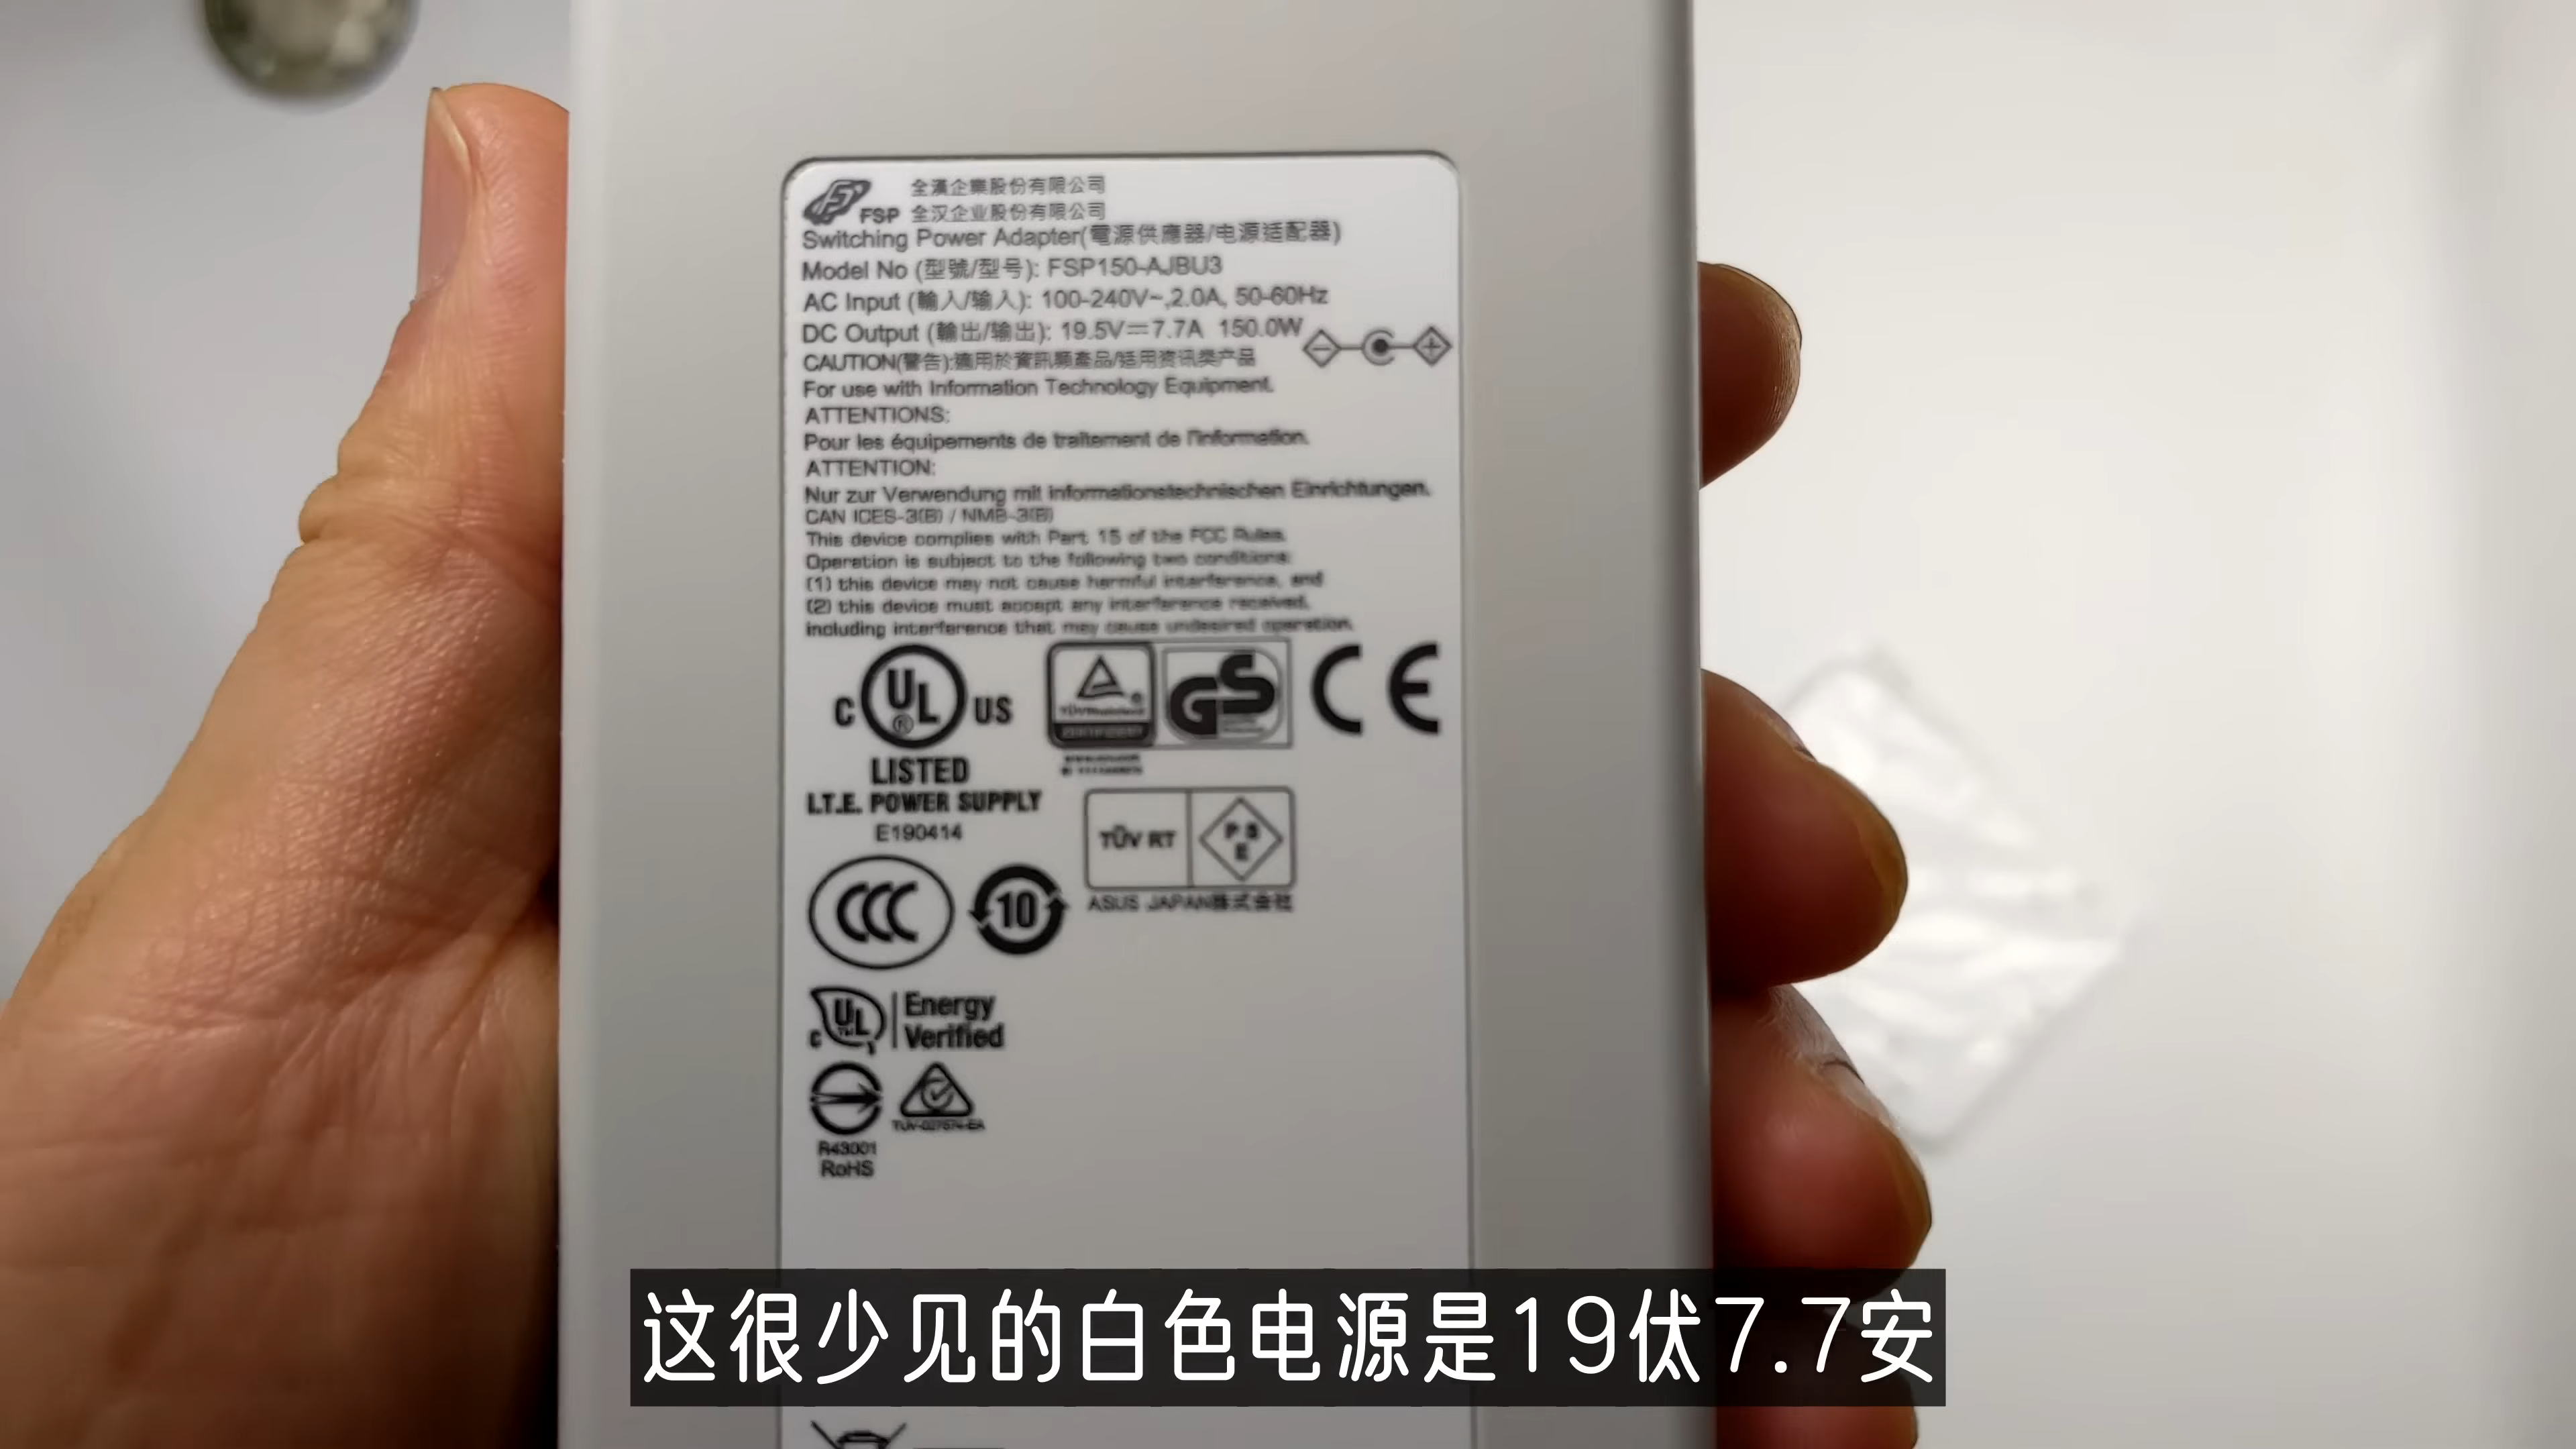 全漢企業股份有限公司
FSP 全汉企业股份有限公司
Switching Power Adapter(電源供應器/电源适配器)
Model No (型號/型号): FSP150-AJBU3
AC Input (輸入/输入): 100-240V~,2.0A, 50-60Hz
DC Output (輸出/输出): 19.5V⎓7.7A 150.0W
CAUTION(警告):適用於資訊類產品/适用资讯类产品
For use with Information Technology Equipment.
ATTENTIONS:
Pour les équipements de traitement de l'information.
ATTENTION:
Nur zur Verwendung mit informationstechnischen Einrichtungen.
CAN ICES-3(B) / NMB-3(B)
This device complies with Part 15 of the FCC Rules.
Operation is subject to the following two conditions:
(1) this device may not cause harmful interference, and
(2) this device must accept any interference received,
including interference that may cause undesired operation.
C UL ® US
GS
CE
LISTED
I.T.E. POWER SUPPLY
E190414
TÜV RT
PSE
ASUS JAPAN株式会社
CCC
10
C UL Energy
Verified
R43001
RoHS
这很少见的白色电源是19伏7.7安